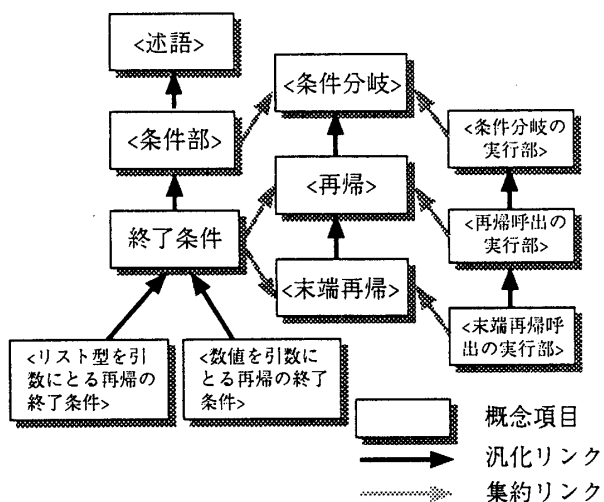 <述語>
<条件分岐>
<条件部>
<条件分岐の
実行部>
<再帰>
終了条件
<再帰呼出の
実行部>
<末端再帰>
<末端再帰呼
出の実行部>
<リスト型を引
数にとる再帰の
終了条件>
<数値を引数に
とる再帰の終了
条件>
概念項目
汎化リンク
集約リンク